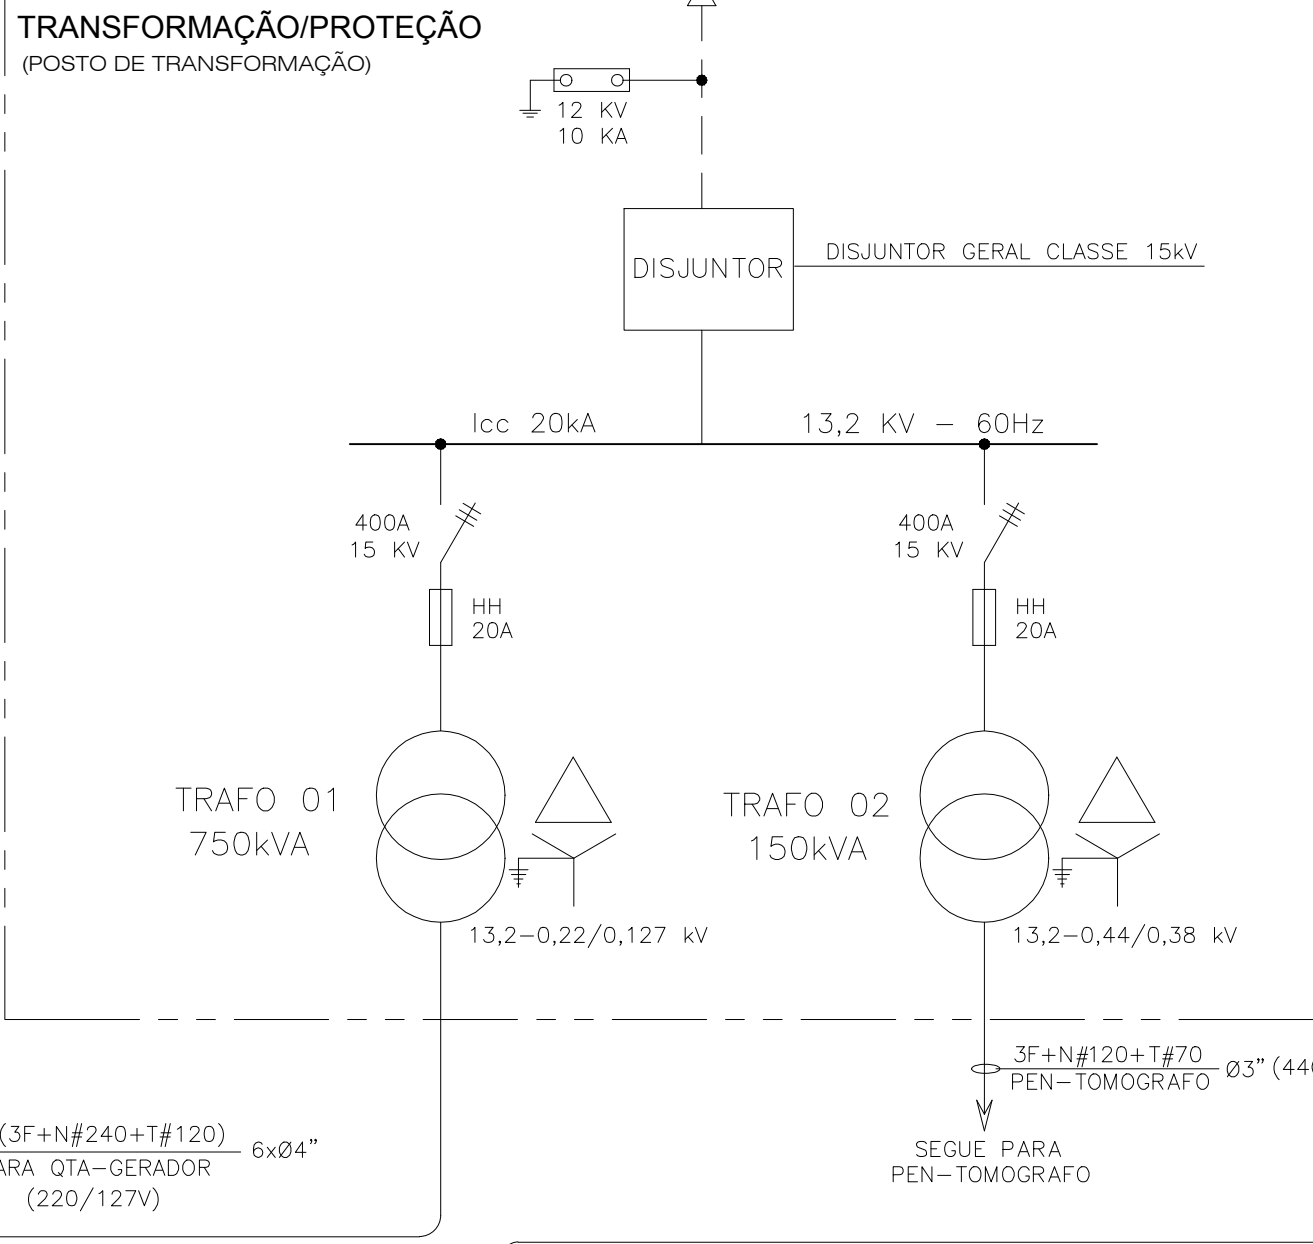 TRANSFORMAÇÃO/PROTEÇÃO
(POSTO DE TRANSFORMAÇÃO)
12 KV
10 KA
DISJUNTOR
DISJUNTOR GERAL CLASSE 15kV
Icc 20kA
13,2 KV – 60Hz
400A
15 KV
400A
15 KV
HH
20A
HH
20A
TRAFO 01
750kVA
TRAFO 02
150kVA
13,2–0,22/0,127 kV
13,2–0,44/0,38 kV
3F+N#120+T#70
PEN–TOMOGRAFO
Ø3” (44
SEGUE PARA
PEN–TOMOGRAFO
(3F+N#240+T#120)
6xØ4”
QTA–GERADOR
(220/127V)